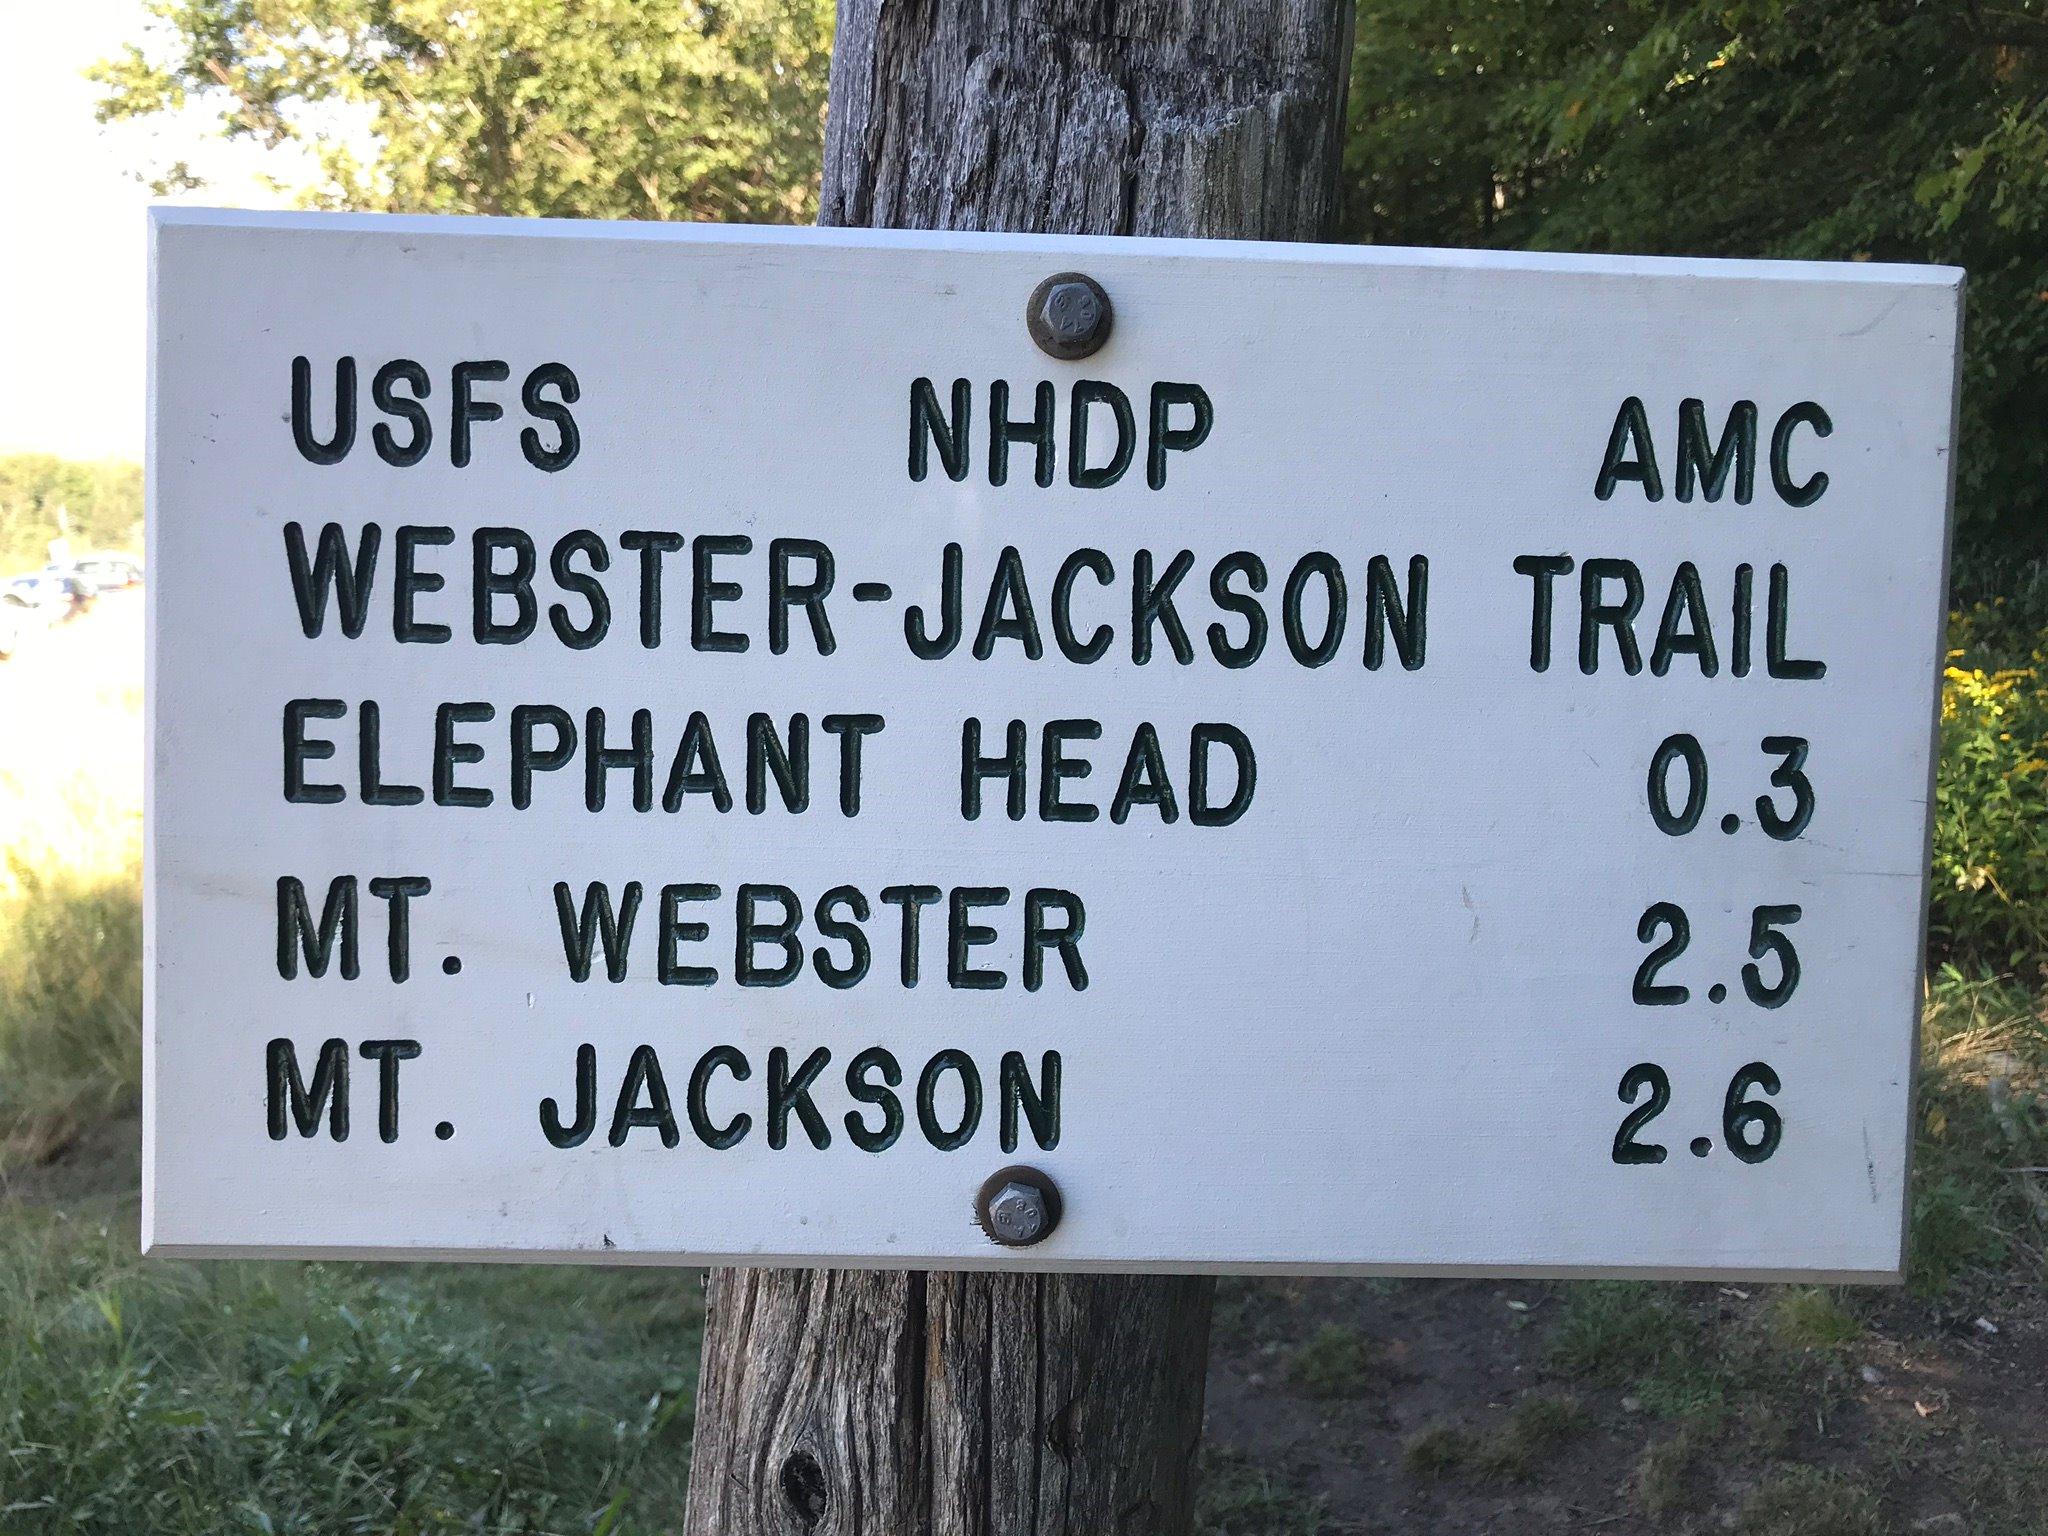 USFS NHDP AMC
WEBSTER-JACKSON TRAIL
ELEPHANT HEAD 0.3
MT. WEBSTER 2.5
MT. JACKSON 2.6